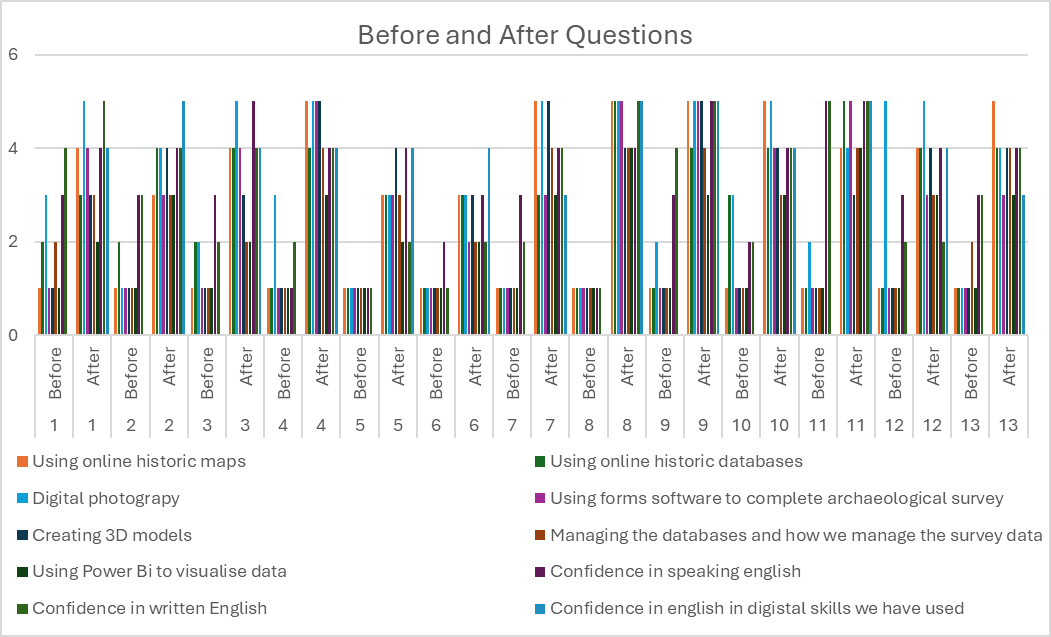 Before and After Questions
6
4
2
0
Before After Before After Before After Before After Before After Before After Before After Before After Before After Before After Before After Before After Before After
1 1 2 2 3 3 4 4 5 5 6 6 7 7 8 8 9 9 10 10 11 11 12 12 13 13
Using online historic maps
Using online historic databases
Digital photograpy
Using forms software to complete archaeological survey
Creating 3D models
Managing the databases and how we manage the survey data
Using Power Bi to visualise data
Confidence in speaking english
Confidence in written English
Confidence in english in digistal skills we have used